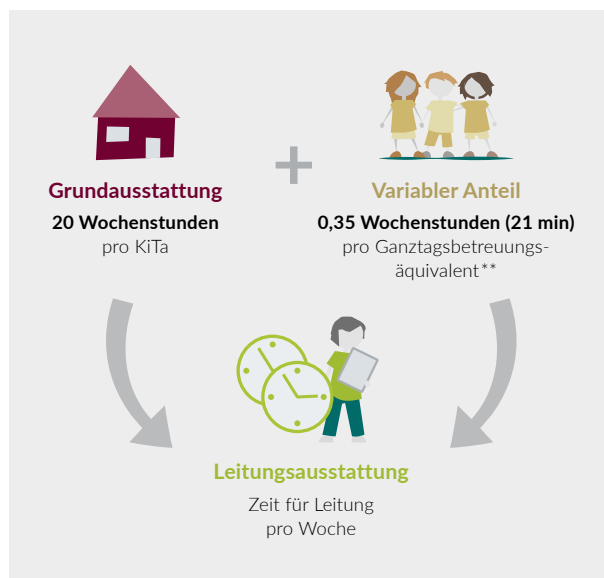 Grundausstattung
20 Wochenstunden
pro KiTa
+
Variabler Anteil
0,35 Wochenstunden (21 min)
pro Ganztagsbetreuungs-
äquivalent**
Leitungsausstattung
Zeit für Leitung
pro Woche